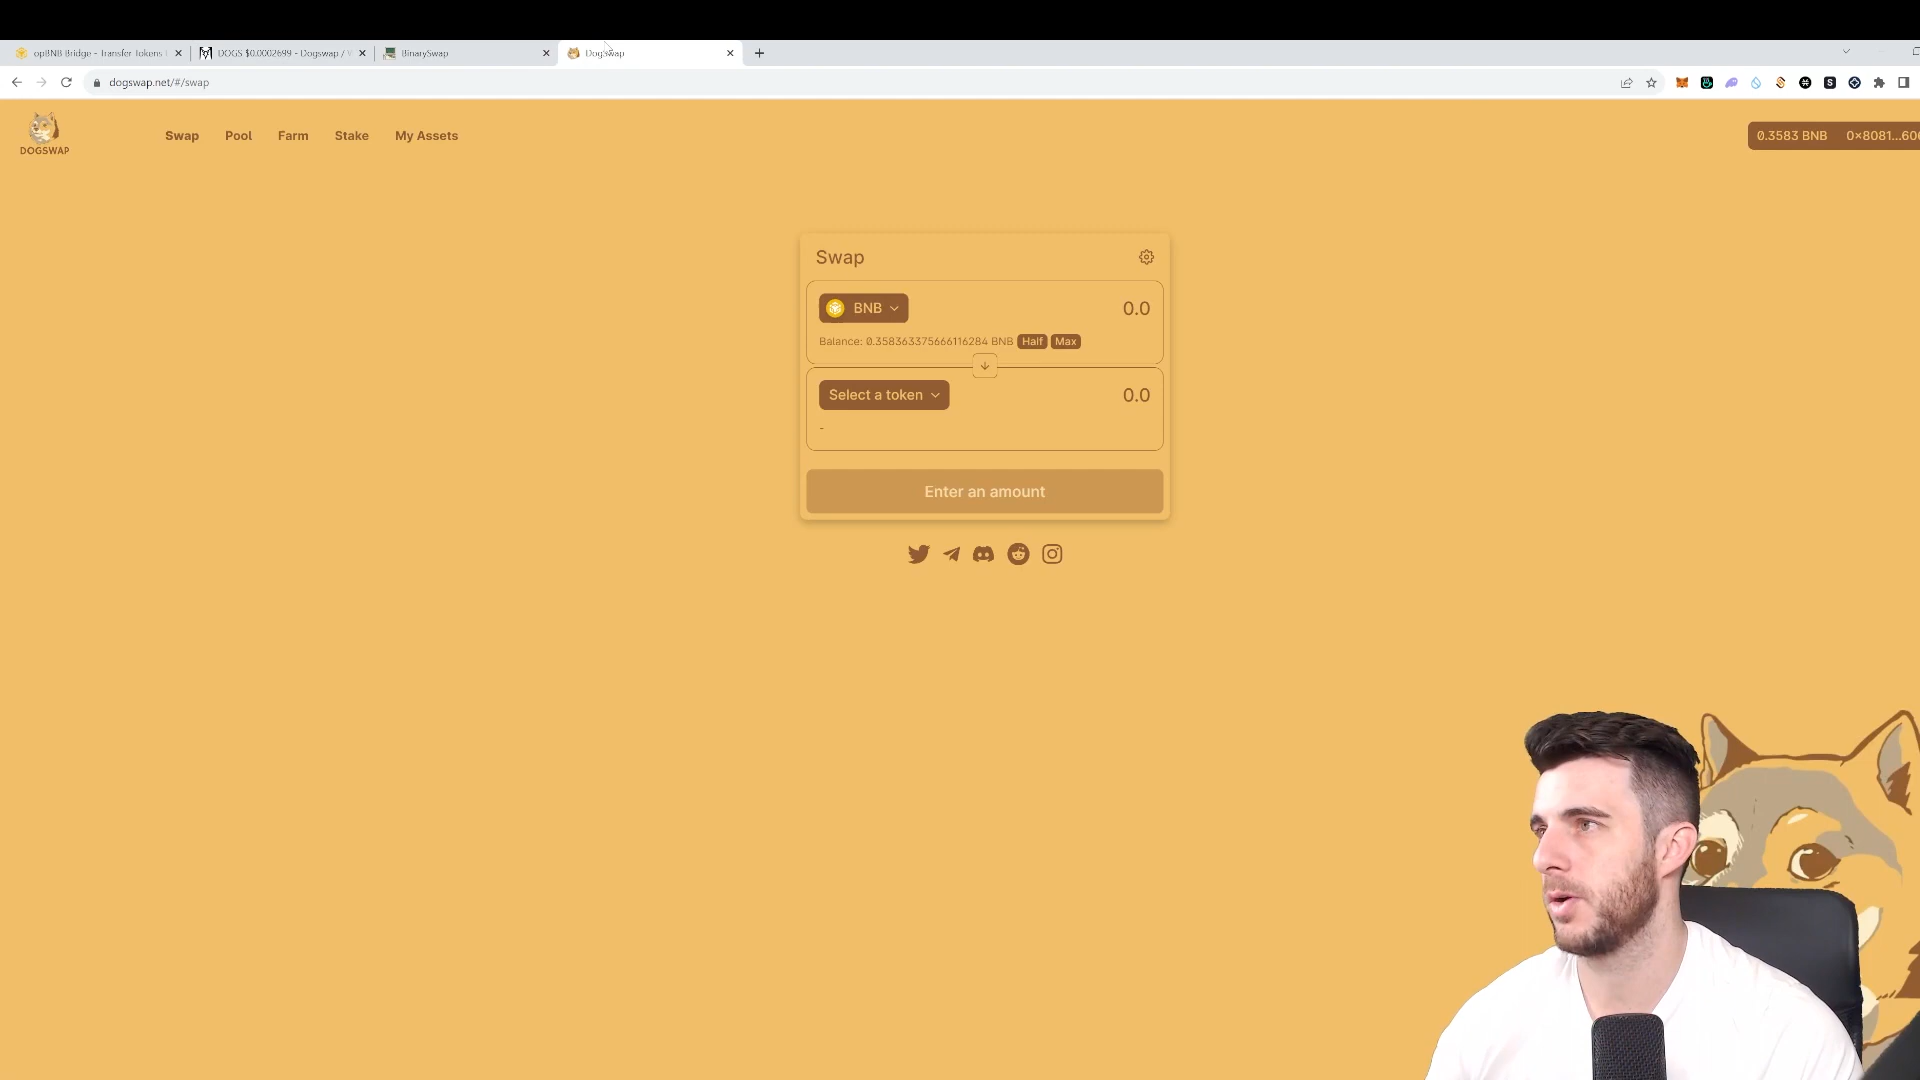 opBNB Bridge - Transfer Tokens
DOGS $0.0002699 - Dogswap /
BinarySwap
DogSwap
dogswap.net/#/swap
DOGSWAP
Swap
Pool
Farm
Stake
My Assets
0.3583 BNB
0x8081...60
Swap
BNB
0.0
Balance: 0.358363375666116284 BNB
Half
Max
Select a token
0.0
-
Enter an amount